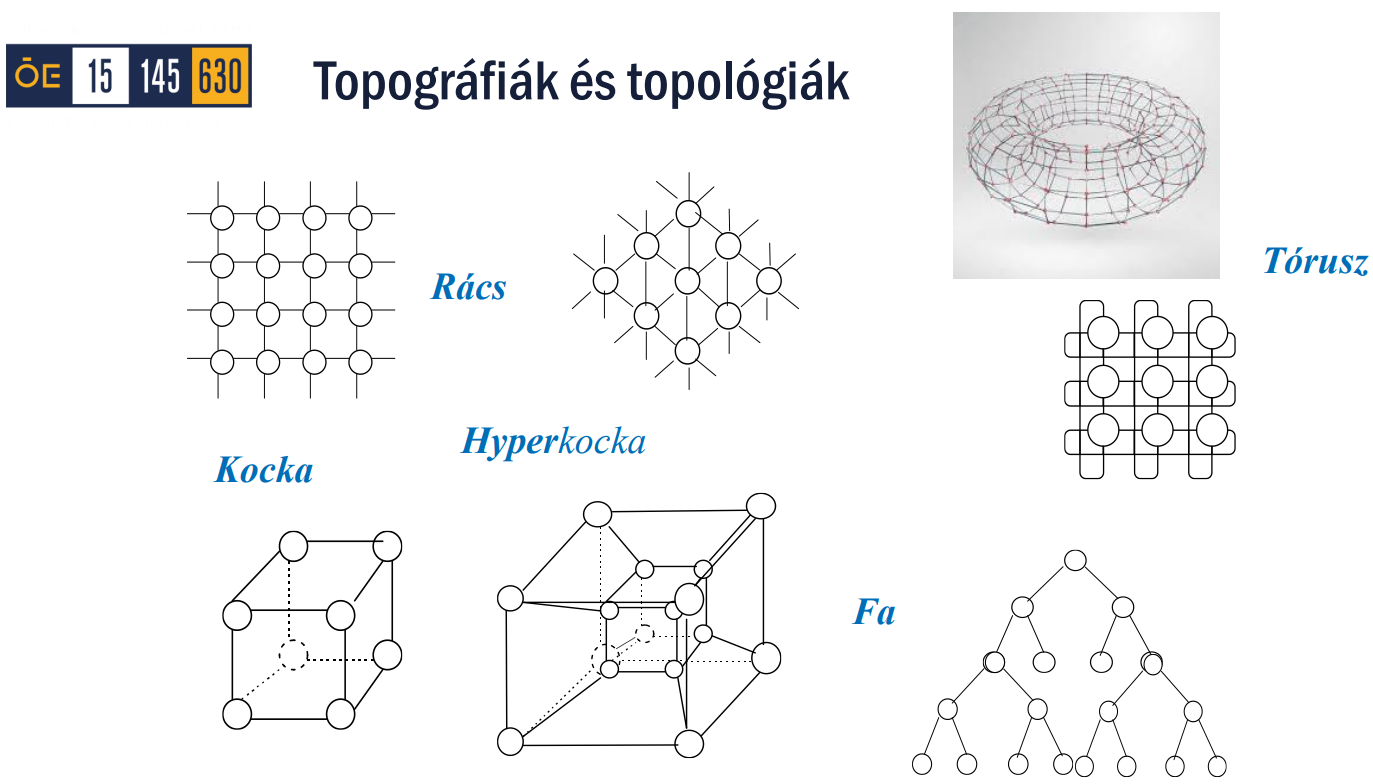 ŌE 15 145 630
Topográfiák és topológiák
Tórusz
Rács
Hyperkocka
Kocka
Fa